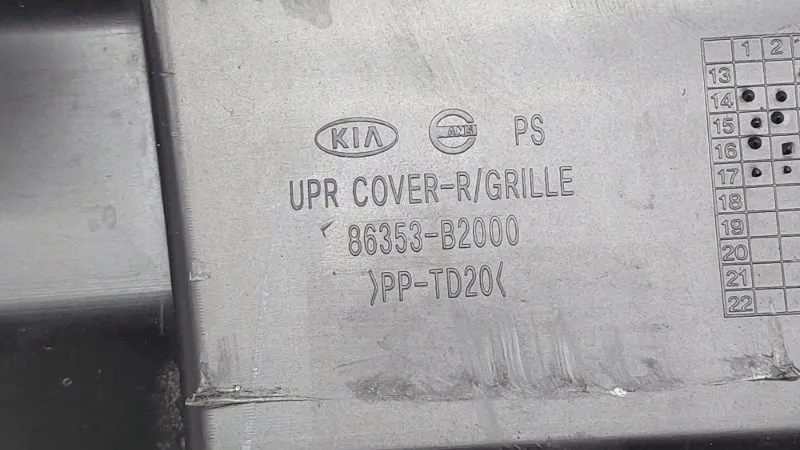 KIA AMS PS
UPR COVER-R/GRILLE
86353-B2000
>PP-TD20<
1 2
13
14
15
16
17
18
19
20
21
22